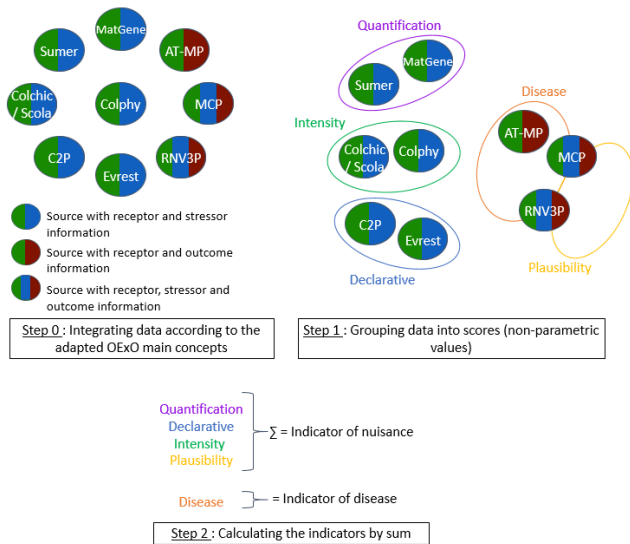 MatGene
Sumer
AT-MP
Colchic
/ Scola
Colphy
MCP
C2P
RNV3P
Evrest
Source with receptor and stressor
information
Source with receptor and outcome
information
Source with receptor, stressor and
outcome information
Step 0 : Integrating data according to the
adapted OExO main concepts
Quantification
MatGene
Sumer
Intensity
Colchic
/ Scola
Colphy
C2P
Evrest
Declarative
Disease
AT-MP
MCP
RNV3P
Plausibility
Step 1 : Grouping data into scores (non-parametric
values)
Quantification
Declarative
Intensity
Plausibility
∑ = Indicator of nuisance
Disease
= Indicator of disease
Step 2 : Calculating the indicators by sum